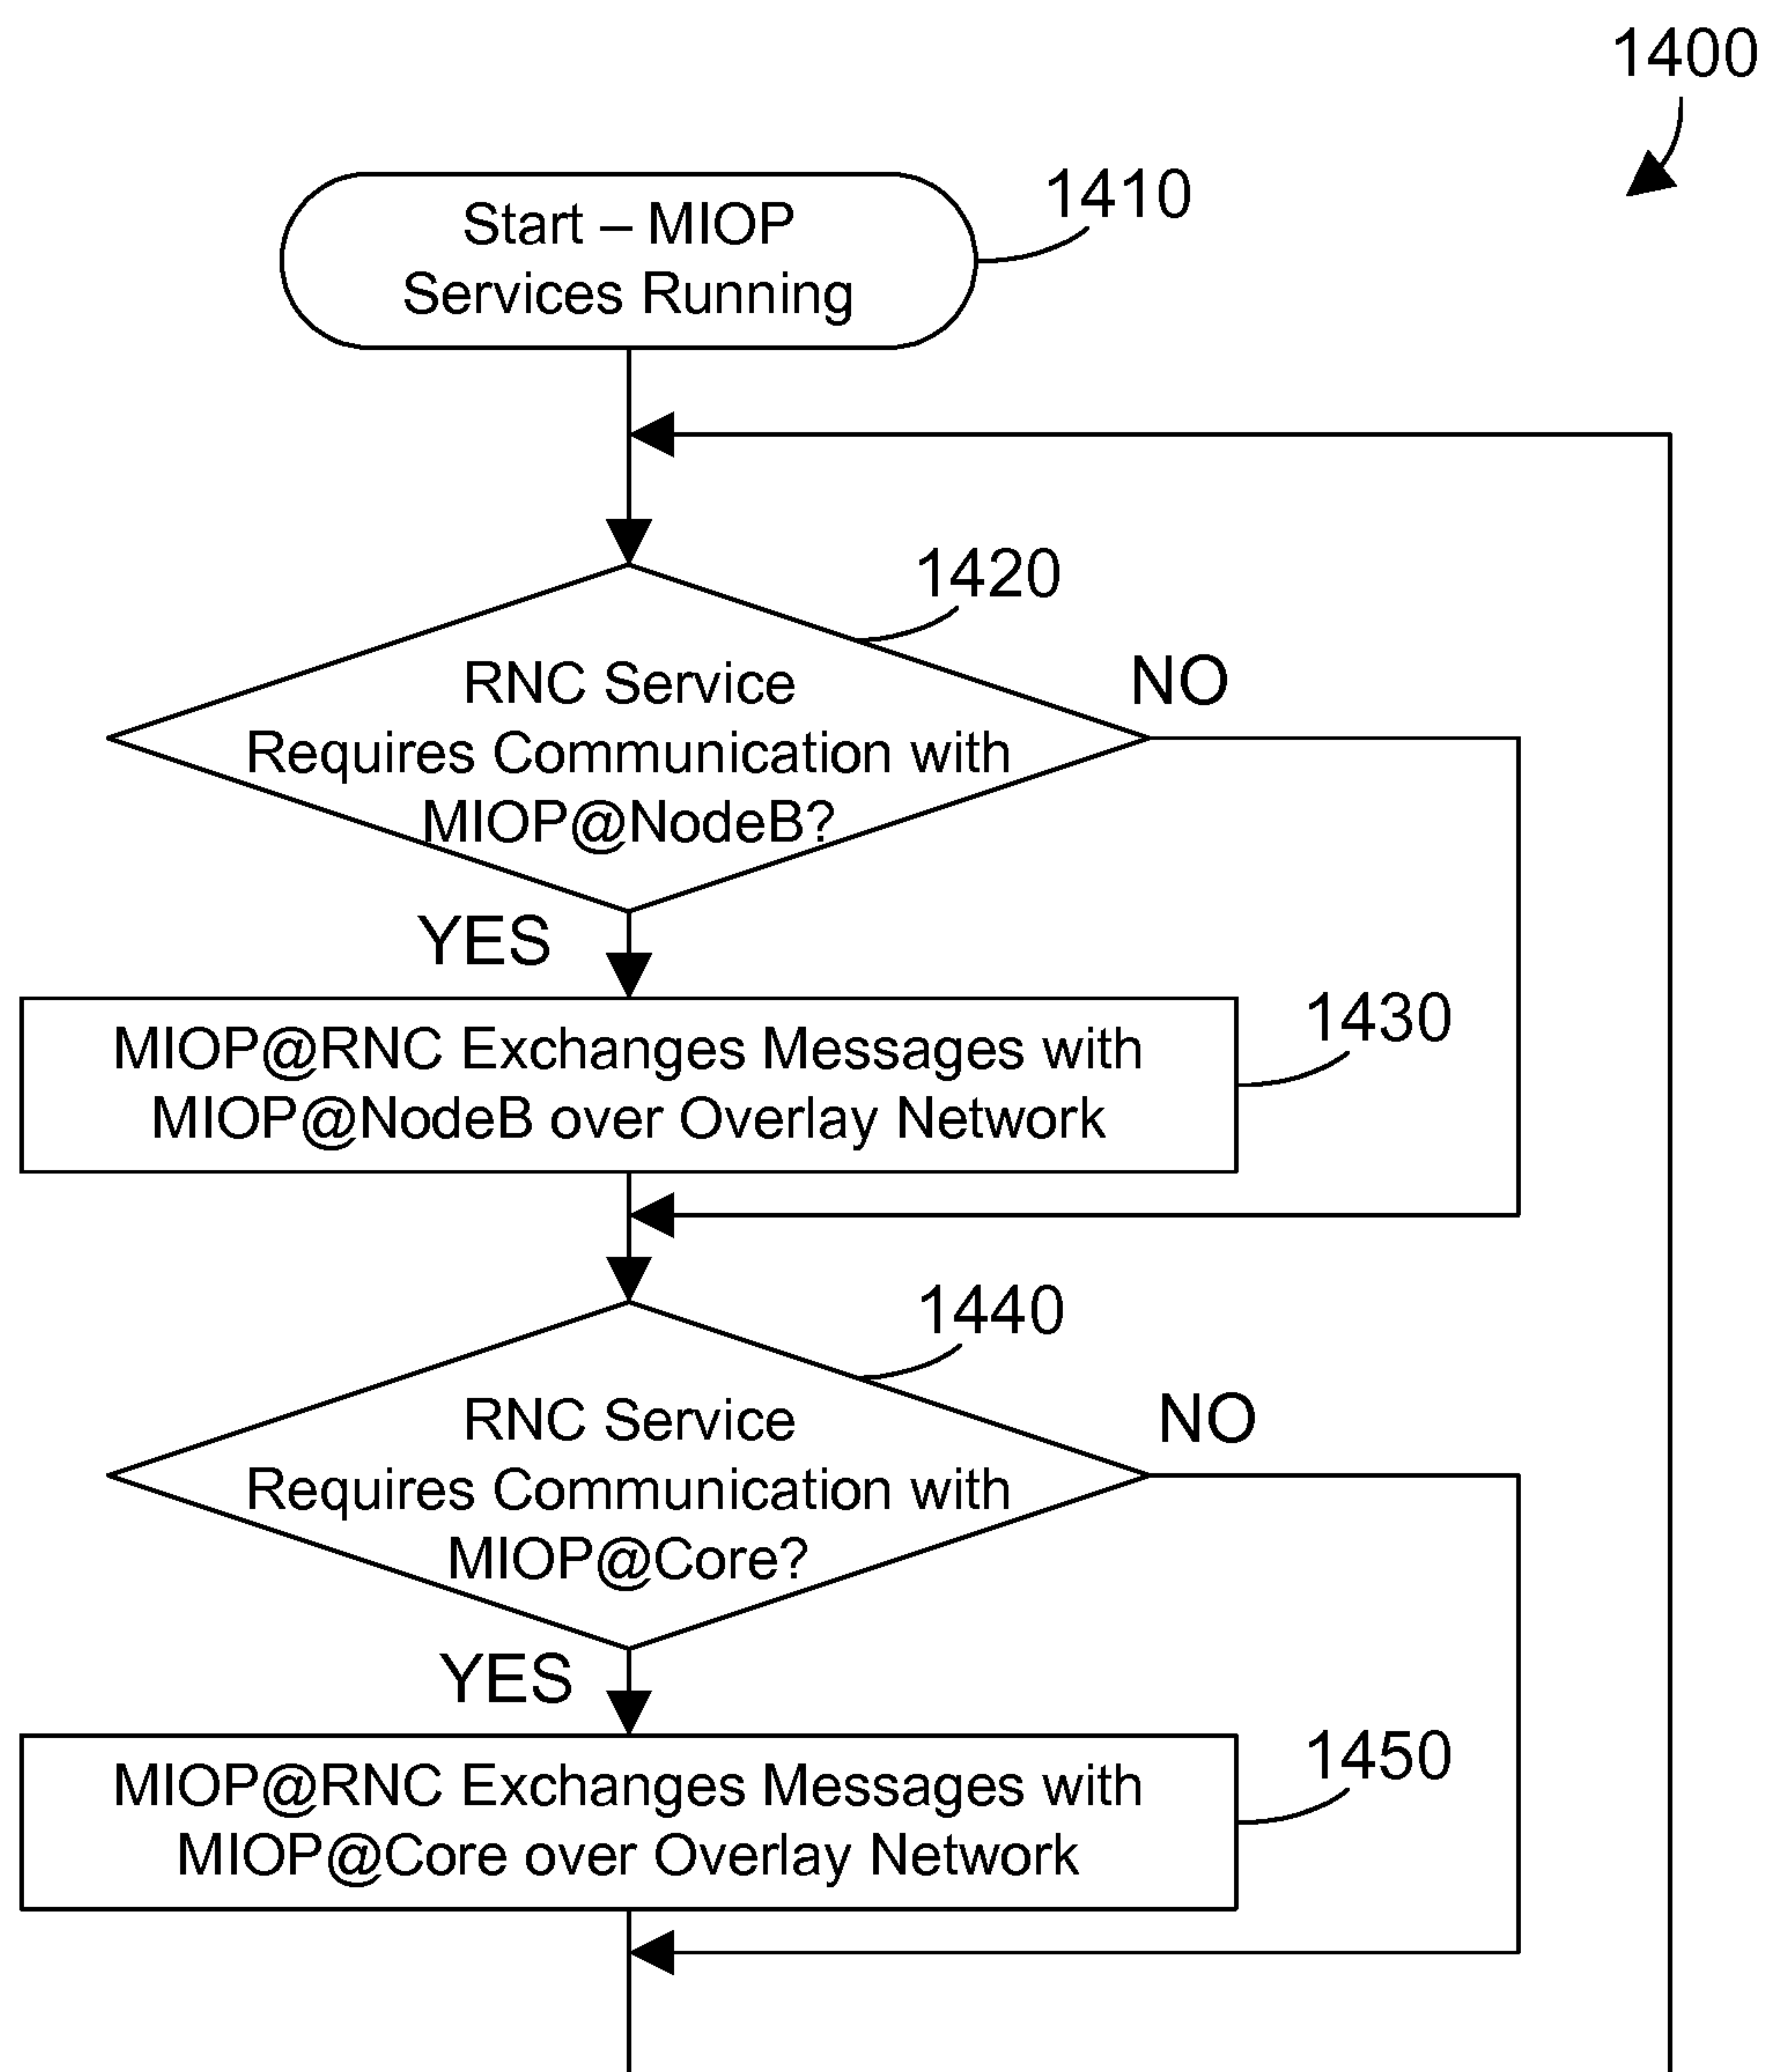 1400
Start – MIOP
Services Running
1410
1420
RNC Service
Requires Communication with
MIOP@NodeB?
NO
YES
MIOP@RNC Exchanges Messages with
MIOP@NodeB over Overlay Network
1430
1440
RNC Service
Requires Communication with
MIOP@Core?
NO
YES
MIOP@RNC Exchanges Messages with
MIOP@Core over Overlay Network
1450